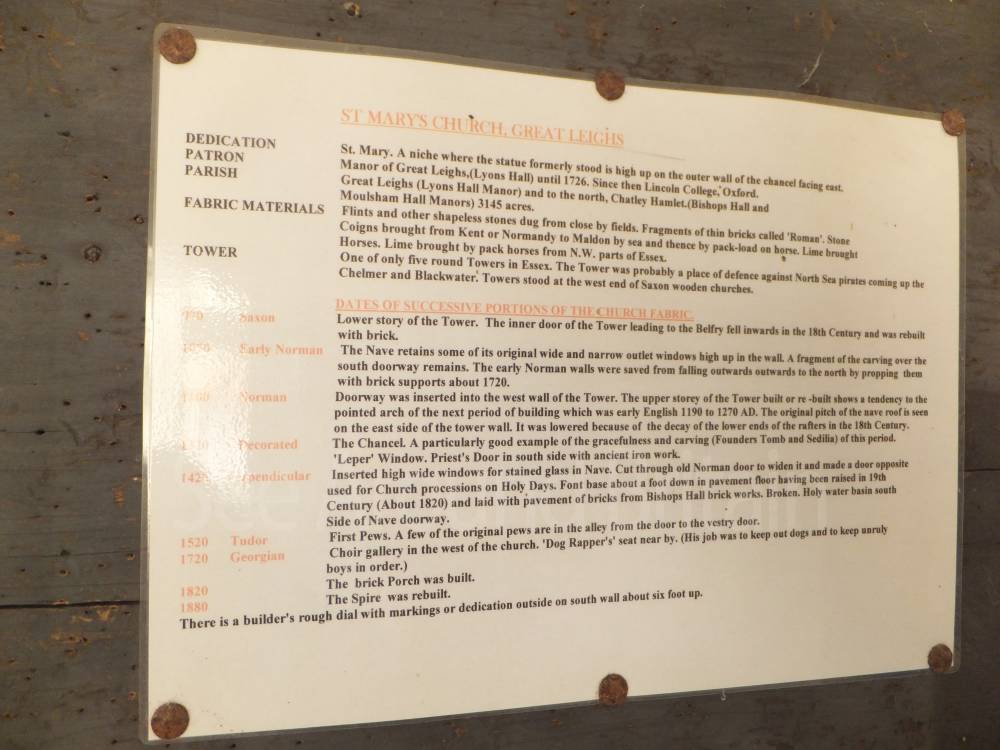 ST MARY'S CHURCH, GREAT LEIGHS
DEDICATION St. Mary. A niche where the statue formerly stood is high up on the outer wall of the chancel facing east.
PATRON Manor of Great Leighs,(Lyons Hall) until 1726. Since then Lincoln College, Oxford.
PARISH Great Leighs (Lyons Hall Manor) and to the north, Chatley Hamlet.(Bishops Hall and
Moulsham Hall Manors) 3145 acres.
FABRIC MATERIALS Flints and other shapeless stones dug from close by fields. Fragments of thin bricks called 'Roman'. Stone
Coigns brought from Kent or Normandy to Maldon by sea and thence by pack-load on horse. Lime brought
Horses. Lime brought by pack horses from N.W. parts of Essex.
TOWER One of only five round Towers in Essex. The Tower was probably a place of defence against North Sea pirates coming up the
Chelmer and Blackwater. Towers stood at the west end of Saxon wooden churches.
DATES OF SUCCESSIVE PORTIONS OF THE CHURCH FABRIC.
Saxon Lower story of the Tower. The inner door of the Tower leading to the Belfry fell inwards in the 18th Century and was rebuilt
with brick.
Early Norman The Nave retains some of its original wide and narrow outlet windows high up in the wall. A fragment of the carving over the
south doorway remains. The early Norman walls were saved from falling outwards outwards to the north by propping them
with brick supports about 1720.
Norman Doorway was inserted into the west wall of the Tower. The upper storey of the Tower built or re -built shows a tendency to the
pointed arch of the next period of building which was early English 1190 to 1270 AD. The original pitch of the nave roof is seen
on the east side of the tower wall. It was lowered because of the decay of the lower ends of the rafters in the 18th Century.
Decorated The Chancel. A particularly good example of the gracefulness and carving (Founders Tomb and Sedilia) of this period.
'Leper' Window. Priest's Door in south side with ancient iron work.
Inserted high wide windows for stained glass in Nave. Cut through old Norman door to widen it and made a door opposite
used for Church processions on Holy Days. Font base about a foot down in pavement floor having been raised in 19th
Century (About 1820) and laid with pavement of bricks from Bishops Hall brick works. Broken. Holy water basin south
Side of Nave doorway.
1520 Tudor First Pews. A few of the original pews are in the alley from the door to the vestry door.
1720 Georgian Choir gallery in the west of the church. 'Dog Rapper's' seat near by. (His job was to keep out dogs and to keep unruly
boys in order.)
1820 The brick Porch was built.
1880 The Spire was rebuilt.
There is a builder's rough dial with markings or dedication outside on south wall about six foot up.